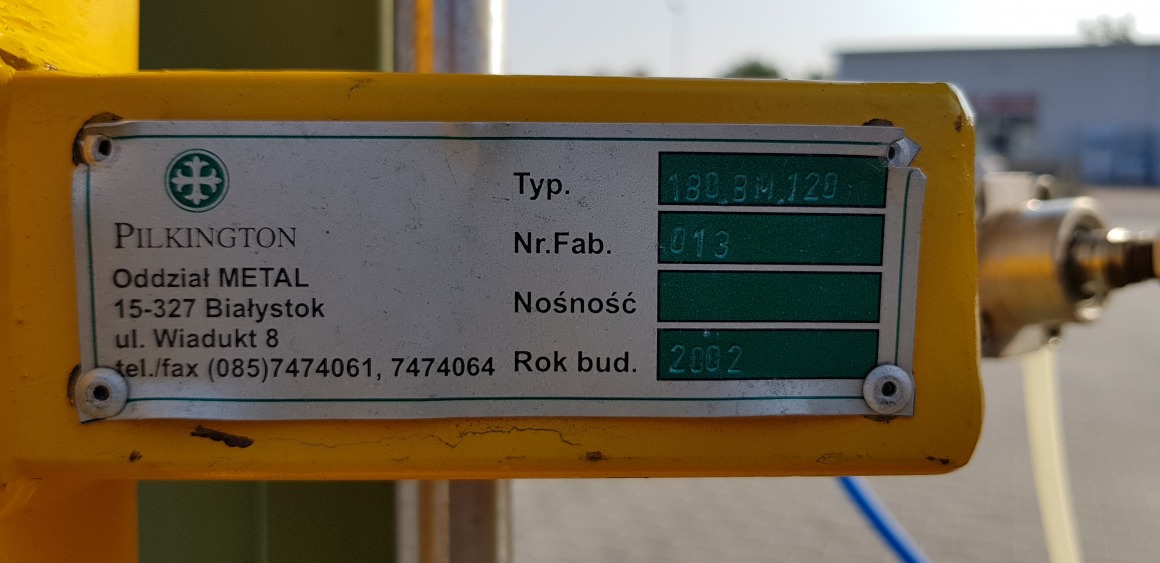 PILKINGTON
Oddział METAL
15-327 Białystok
ul. Wiadukt 8
tel./fax (085)7474061, 7474064
Typ. 180.BM.120
Nr.Fab. 013
Nośność
Rok bud. 2002